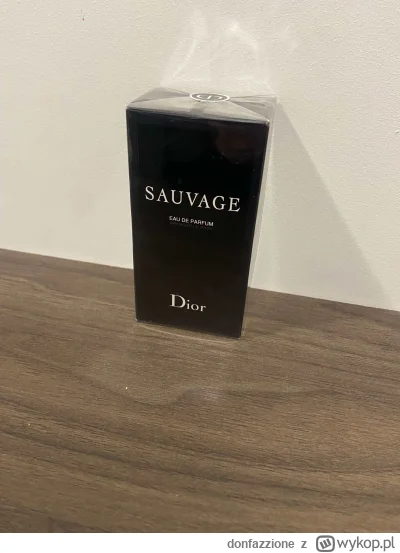 SAUVAGE
EAU DE PARFUM
Dior
donfazzione z wykop.pl